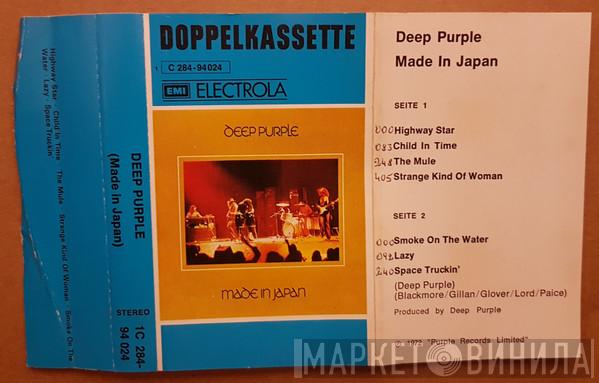 Highway Star · Child In Time · The Mule · Strange Kind Of Woman · Smoke On The
Water · Lazy · Space Truckin'
DEEP PURPLE
(Made in Japan)
STEREO 1C 284-
94 024
DOPPELKASSETTE
C 284-94 024
EMI ELECTROLA
DEEP PURPLE
MADE IN JAPAN
Deep Purple
Made In Japan
SEITE 1
000 Highway Star
083 Child In Time
248 The Mule
405 Strange Kind Of Woman
SEITE 2
000 Smoke On The Water
092 Lazy
240 Space Truckin'
(Deep Purple)
(Blackmore/Gillan/Glover/Lord/Paice)
Produced by Deep Purple
℗ 1972 "Purple Records Limited"
МАРКЕТ ВИНИЛА